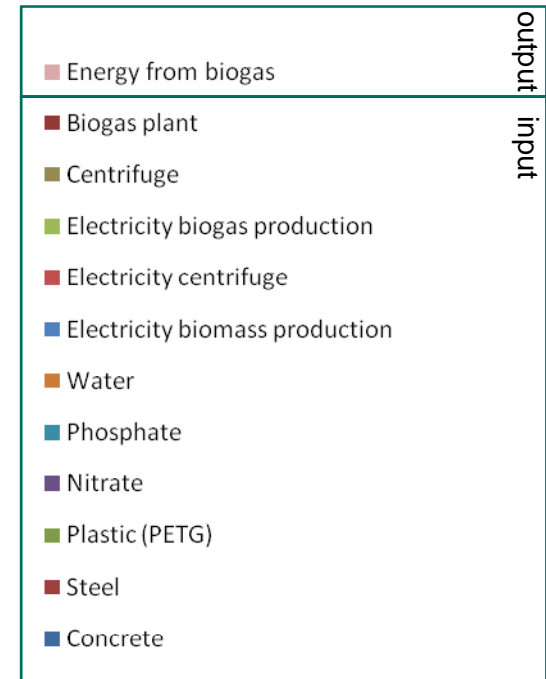 output
Energy from biogas
input
Biogas plant
Centrifuge
Electricity biogas production
Electricity centrifuge
Electricity biomass production
Water
Phosphate
Nitrate
Plastic (PETG)
Steel
Concrete